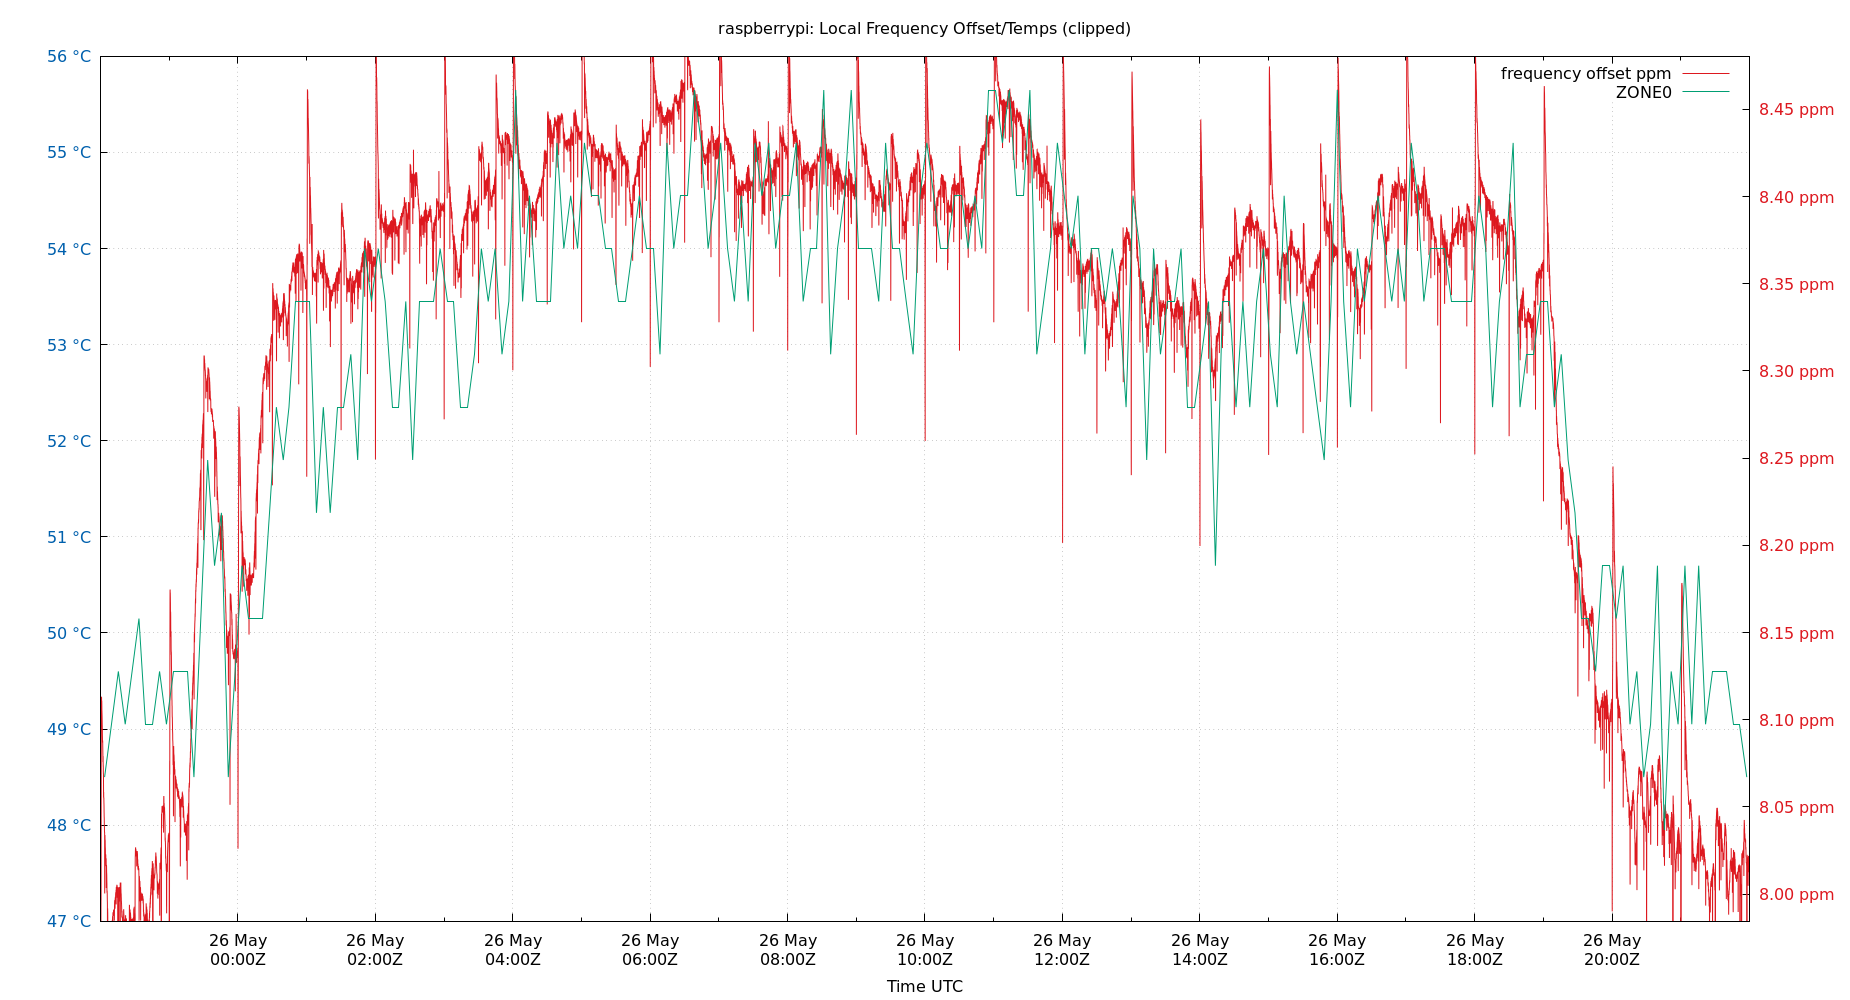 raspberrypi: Local Frequency Offset/Temps (clipped)
frequency offset ppm
ZONE0
56 °C
55 °C
54 °C
53 °C
52 °C
51 °C
50 °C
49 °C
48 °C
47 °C
8.45 ppm
8.40 ppm
8.35 ppm
8.30 ppm
8.25 ppm
8.20 ppm
8.15 ppm
8.10 ppm
8.05 ppm
8.00 ppm
26 May 26 May 26 May 26 May 26 May 26 May 26 May 26 May 26 May 26 May 26 May
00:00Z 02:00Z 04:00Z 06:00Z 08:00Z 10:00Z 12:00Z 14:00Z 16:00Z 18:00Z 20:00Z
Time UTC